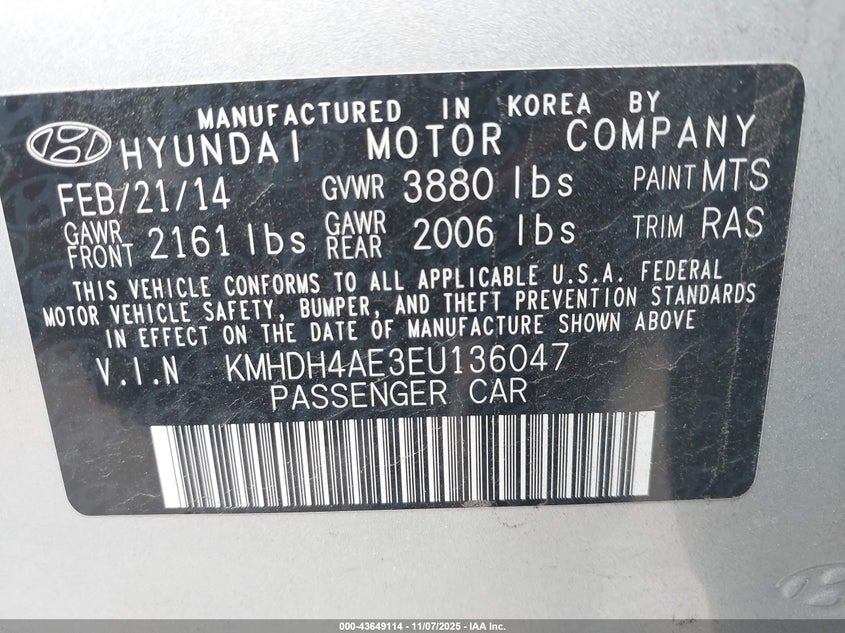 MANUFACTURED IN KOREA BY
HYUNDAI MOTOR COMPANY
FEB/21/14 GVWR 3880 lbs PAINT MTS
GAWR FRONT 2161 lbs GAWR REAR 2006 lbs TRIM RAS
THIS VEHICLE CONFORMS TO ALL APPLICABLE U.S.A. FEDERAL
MOTOR VEHICLE SAFETY, BUMPER, AND THEFT PREVENTION STANDARDS
IN EFFECT ON THE DATE OF MANUFACTURE SHOWN ABOVE
V.I.N KMHDH4AE3EU136047
PASSENGER CAR
000-43649114 - 11/07/2025 - IAA Inc.